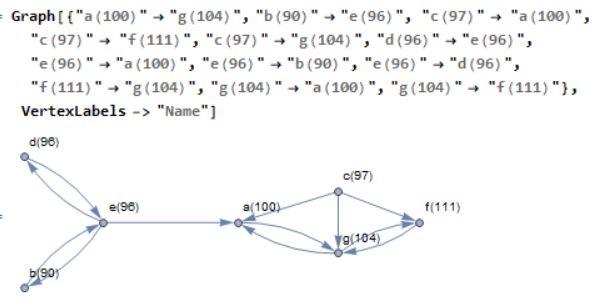 = Graph[{"a(100)" → "g(104)", "b(90)" → "e(96)", "c(97)" → "a(100)",
"c(97)" → "f(111)", "c(97)" → "g(104)", "d(96)" → "e(96)",
"e(96)" → "a(100)", "e(96)" → "b(90)", "e(96)" → "d(96)",
"f(111)" → "g(104)", "g(104)" → "a(100)", "g(104)" → "f(111)"},
VertexLabels -> "Name"]
d(96)
c(97)
e(96)
a(100)
f(111)
g(104)
=
b(90)